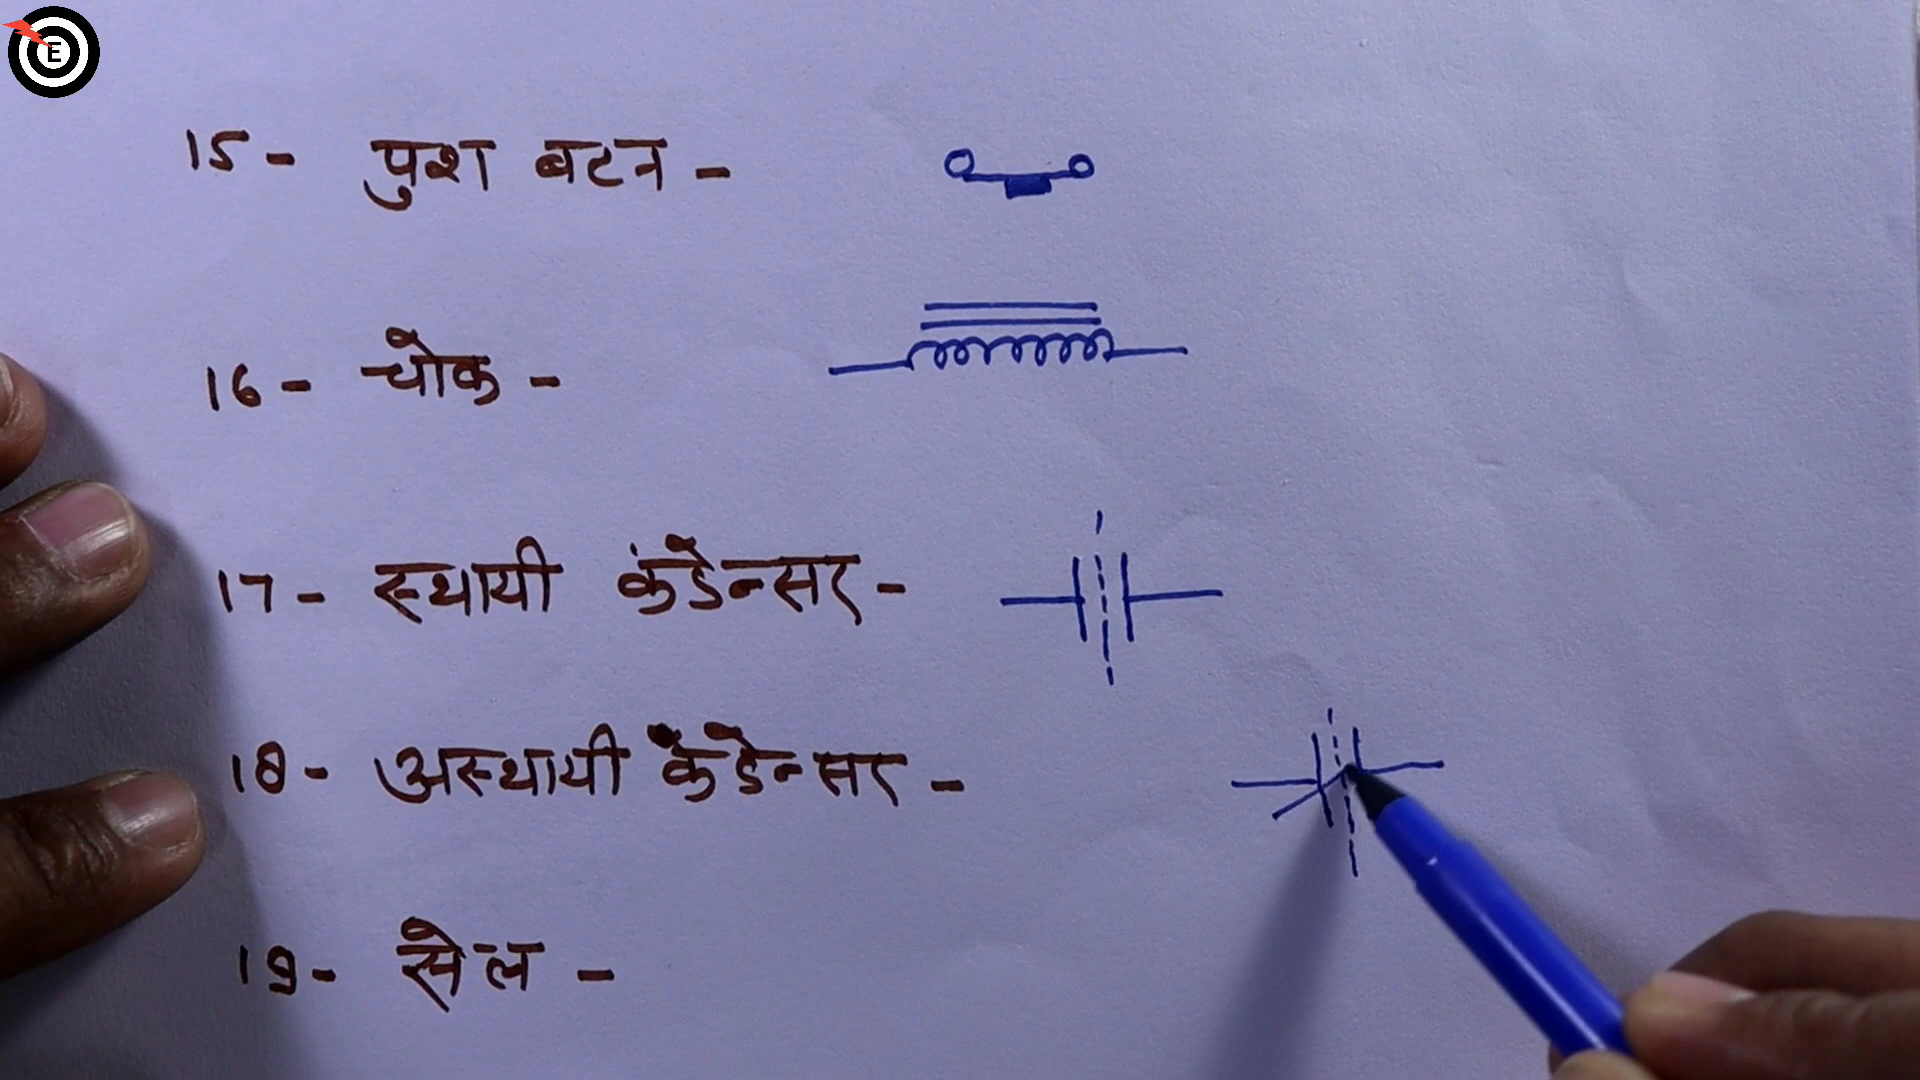 E
15- पुश बटन -
16- चोक -
17- स्थायी कंडेन्सर -
18- अस्थायी कंडेन्सर -
19- सेल -